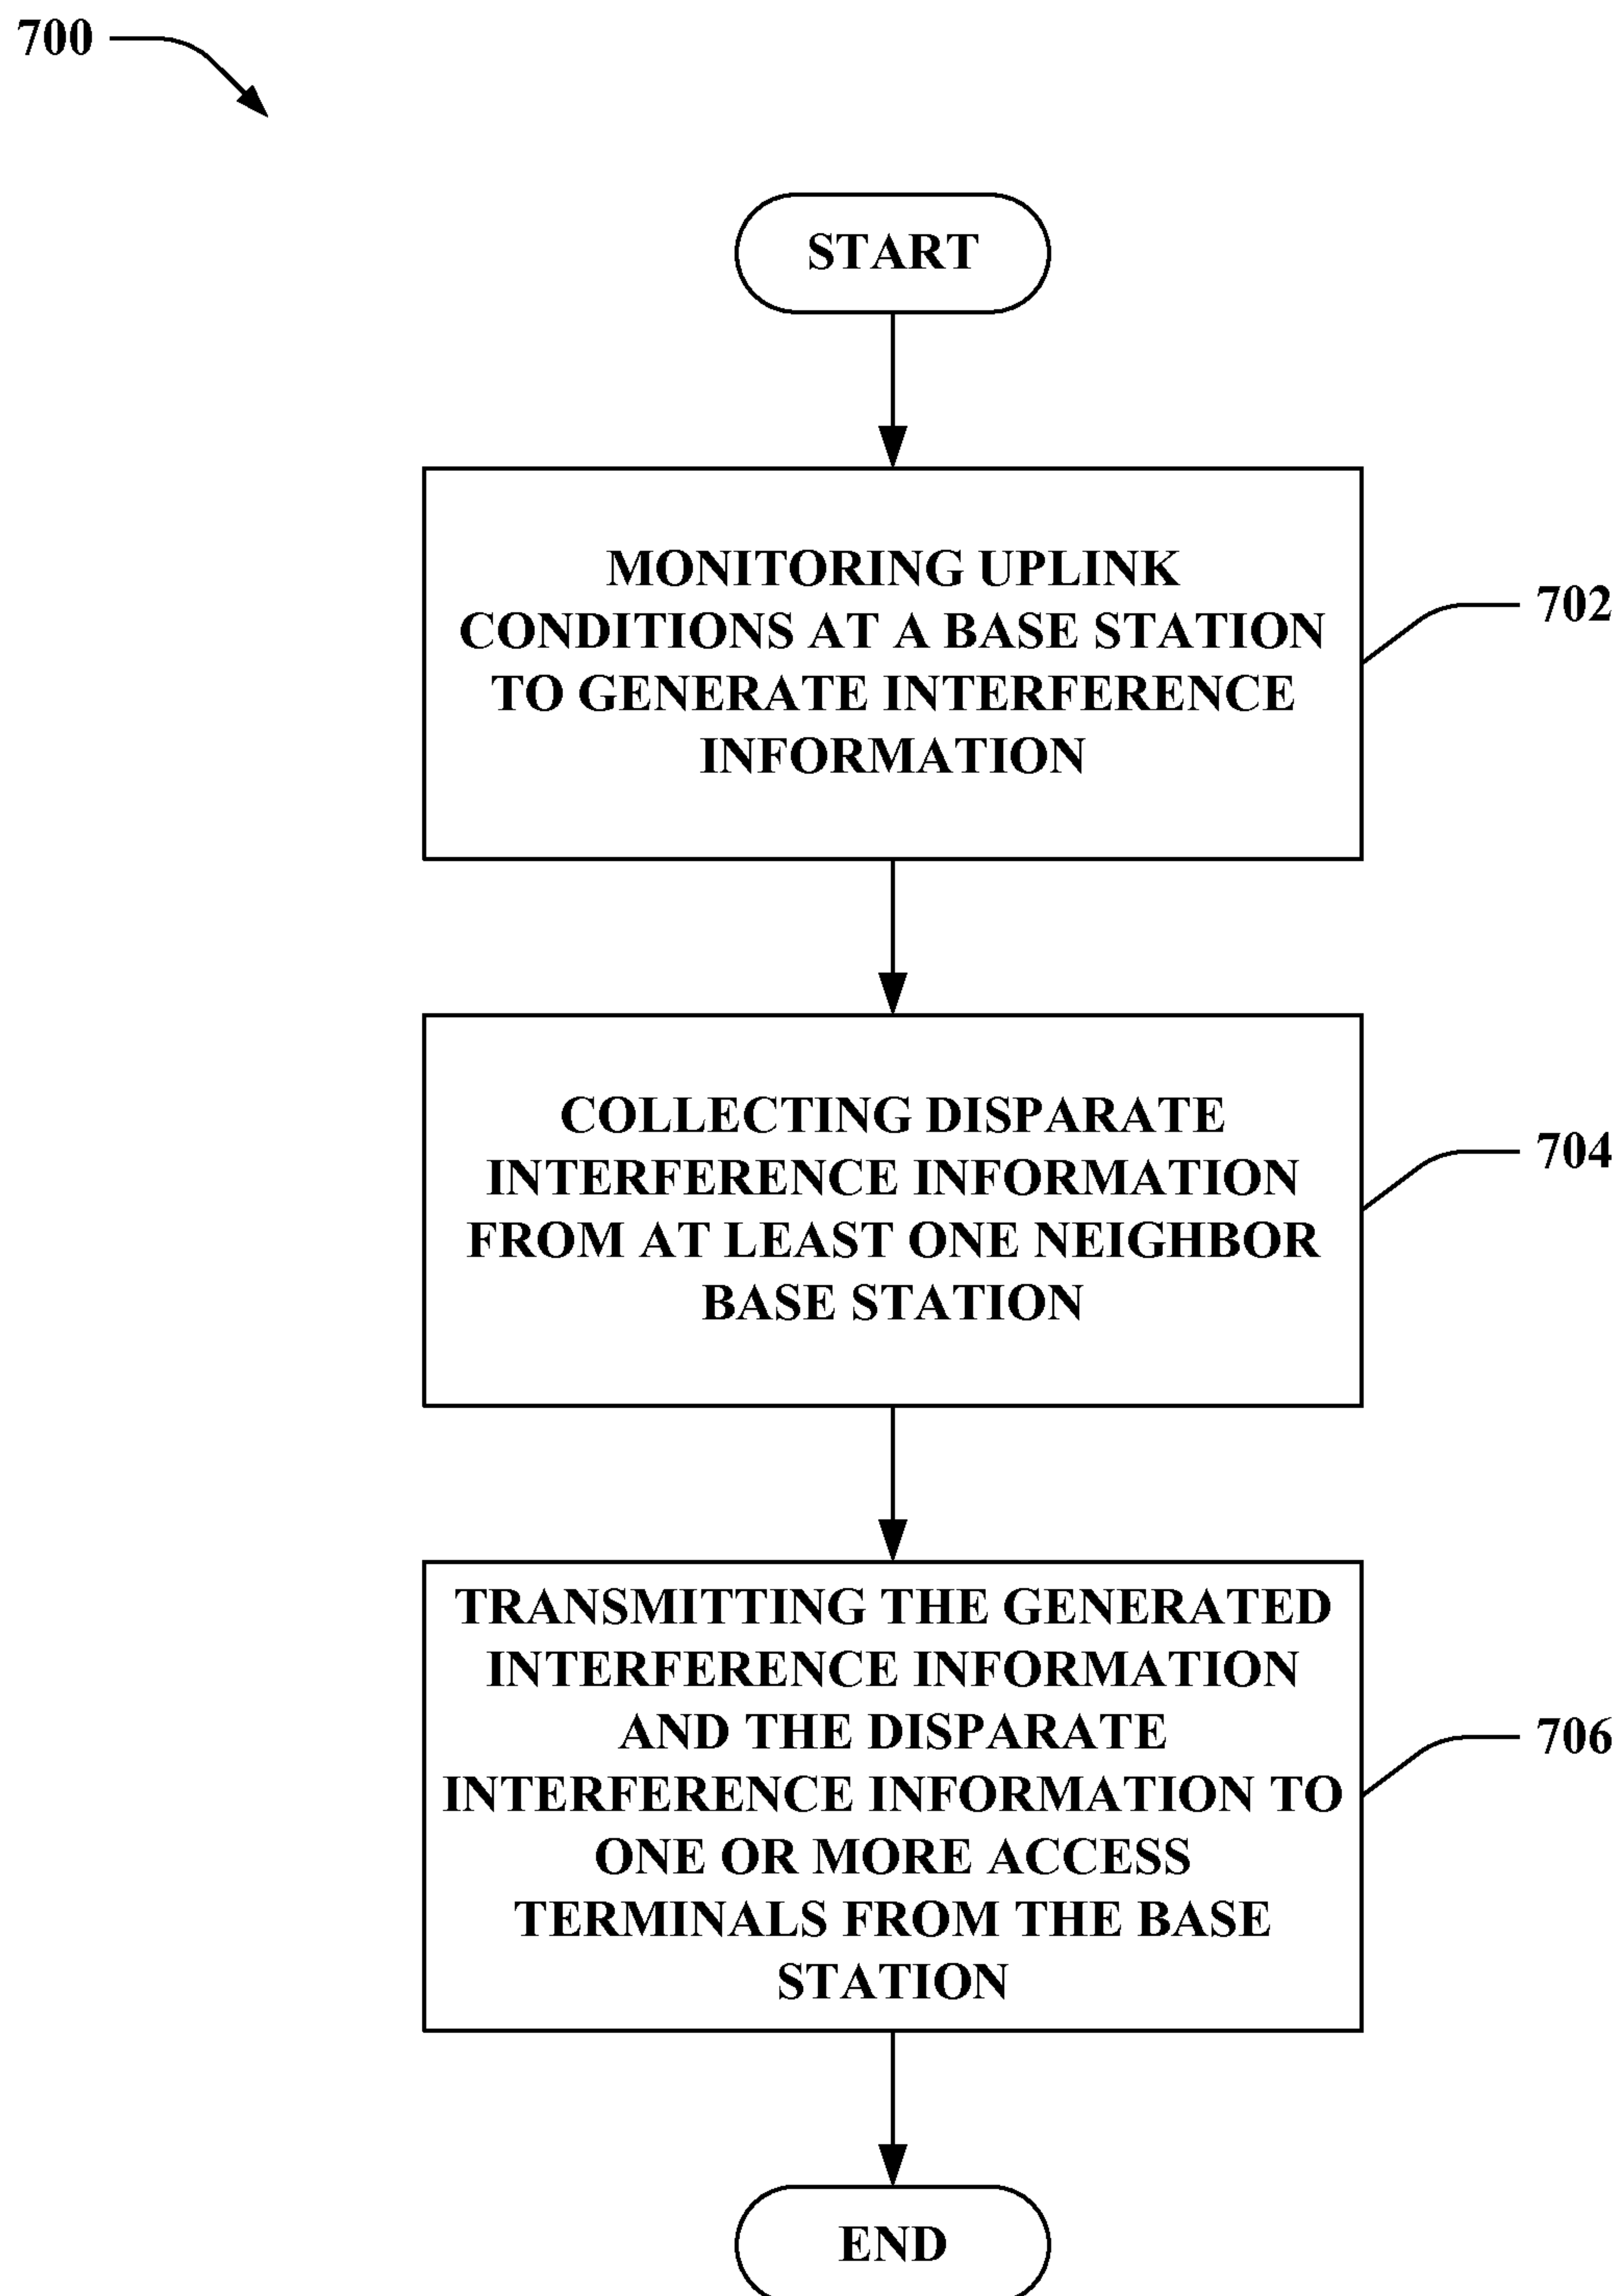 700
START
MONITORING UPLINK
CONDITIONS AT A BASE STATION
TO GENERATE INTERFERENCE
INFORMATION
702
COLLECTING DISPARATE
INTERFERENCE INFORMATION
FROM AT LEAST ONE NEIGHBOR
BASE STATION
704
TRANSMITTING THE GENERATED
INTERFERENCE INFORMATION
AND THE DISPARATE
INTERFERENCE INFORMATION TO
ONE OR MORE ACCESS
TERMINALS FROM THE BASE
STATION
706
END